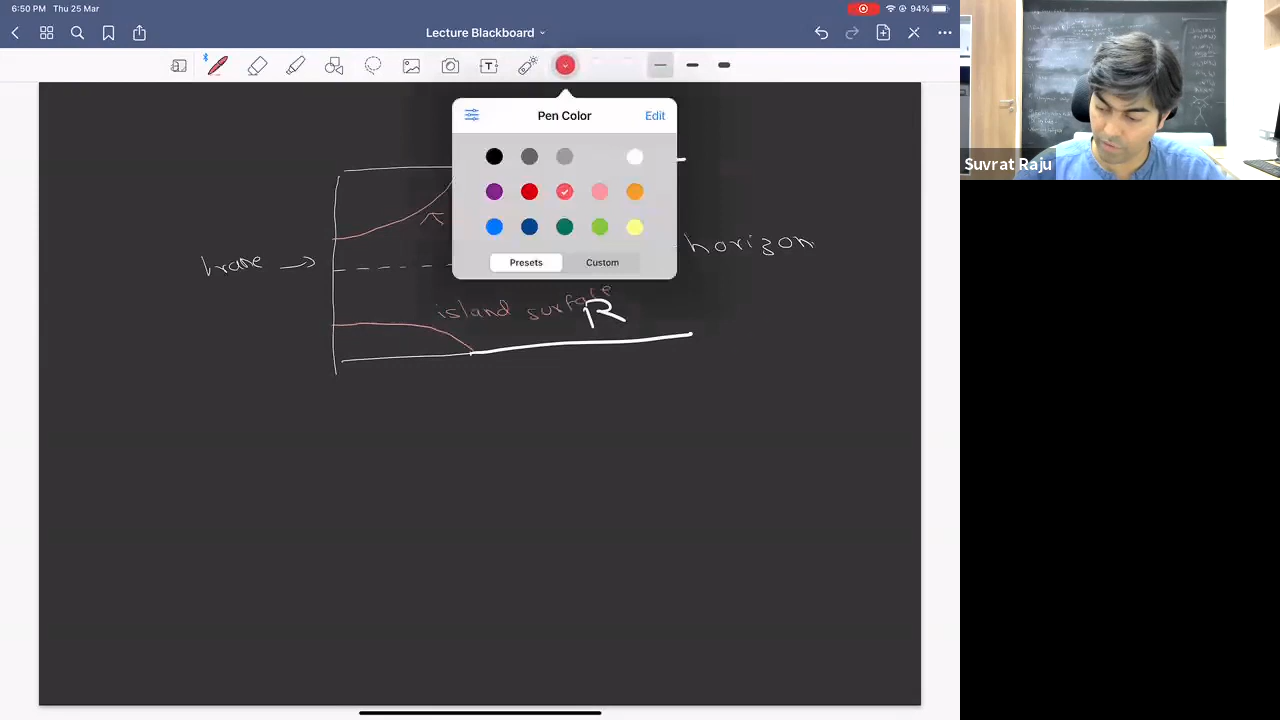 6:50 PM Thu 25 Mar
94%
Lecture Blackboard
T
Pen Color
Edit
Presets
Custom
brane
horizon
island surface
R
Suvrat Raju